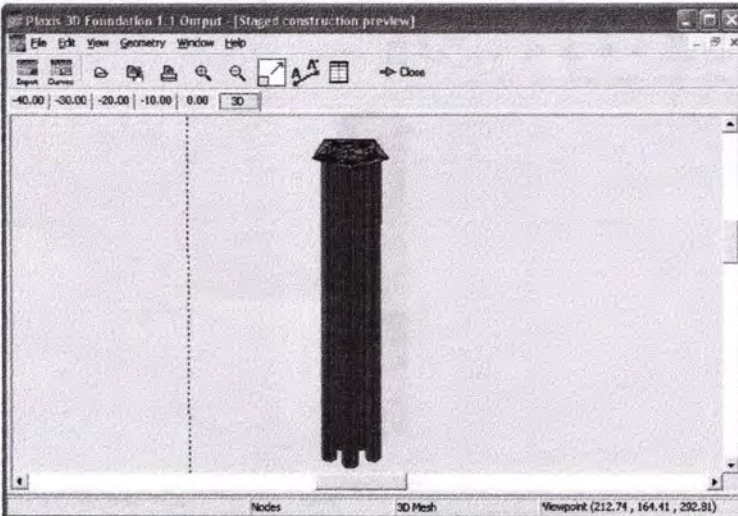 Plaxis 3D Foundation 1.1 Output - [Staged construction preview]
File Edit View Geometry Window Help
Input Curves A A* Close
-40.00 -30.00 -20.00 -10.00 0.00 3D
Nodes 3D Mesh Viewpoint (212.74 , 164.41 , 292.81)